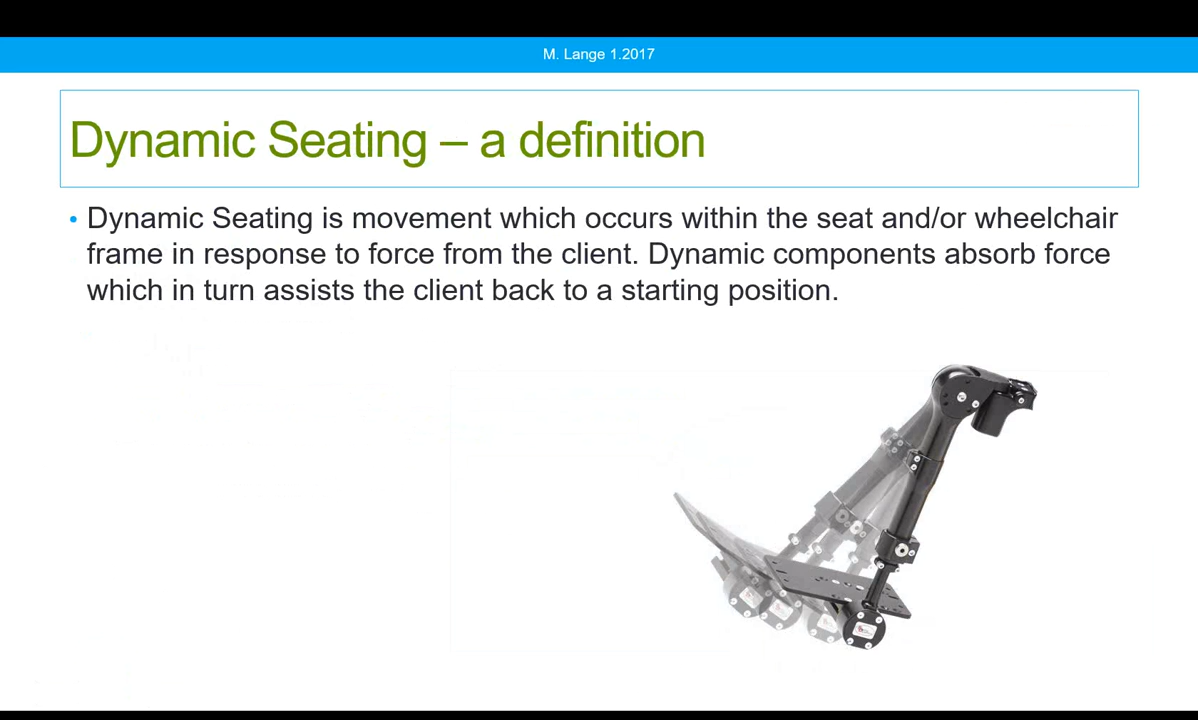 M. Lange 1.2017
Dynamic Seating – a definition
• Dynamic Seating is movement which occurs within the seat and/or wheelchair
frame in response to force from the client. Dynamic components absorb force
which in turn assists the client back to a starting position.